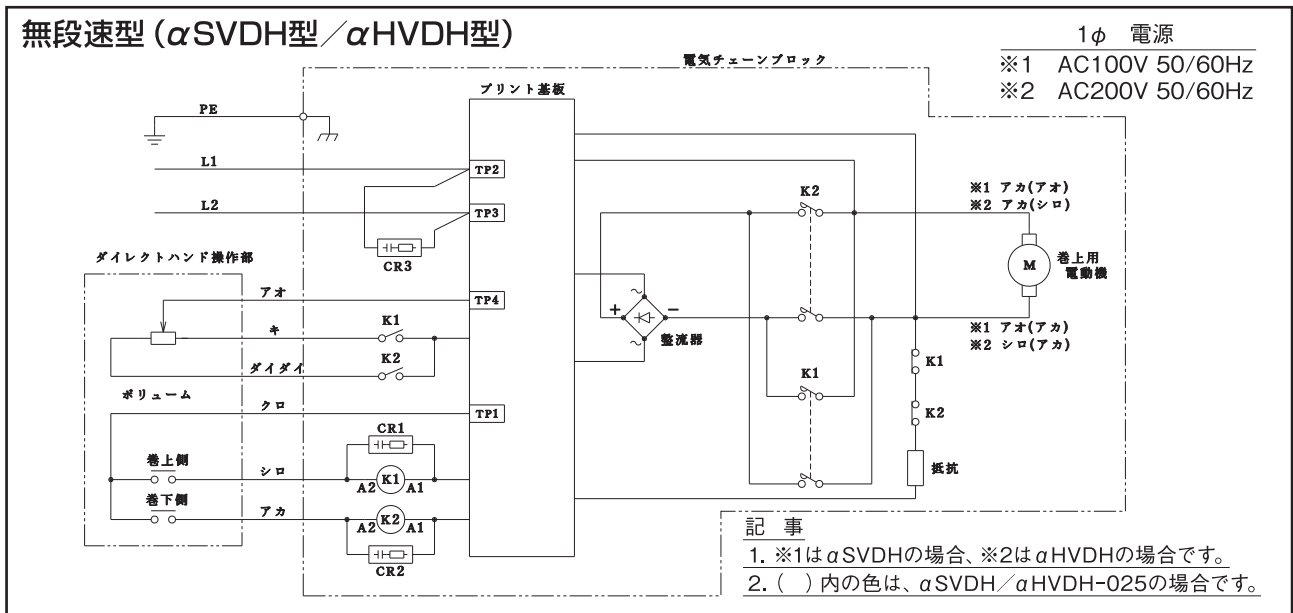 無段速型（αSVDH型／αHVDH型）
1φ　電源
※1　AC100V 50/60Hz
※2　AC200V 50/60Hz
電気チェーンブロック
プリント基板
PE
L1
TP2
L2
TP3
CR3
K2
※1 アカ(アオ)
※2 アカ(シロ)
M
巻上用
電動機
ダイレクトハンド操作部
アオ
TP4
キ
K1
K2
ダイダイ
ボリューム
+
−
~
~
整流器
※1 アオ(アカ)
※2 シロ(アカ)
K1
K1
K2
抵抗
クロ
TP1
CR1
巻上側
シロ
A2
K1
A1
巻下側
アカ
A2
K2
A1
CR2
記　事
1. ※1はαSVDHの場合、※2はαHVDHの場合です。
2.（　）内の色は、αSVDH／αHVDH-025の場合です。